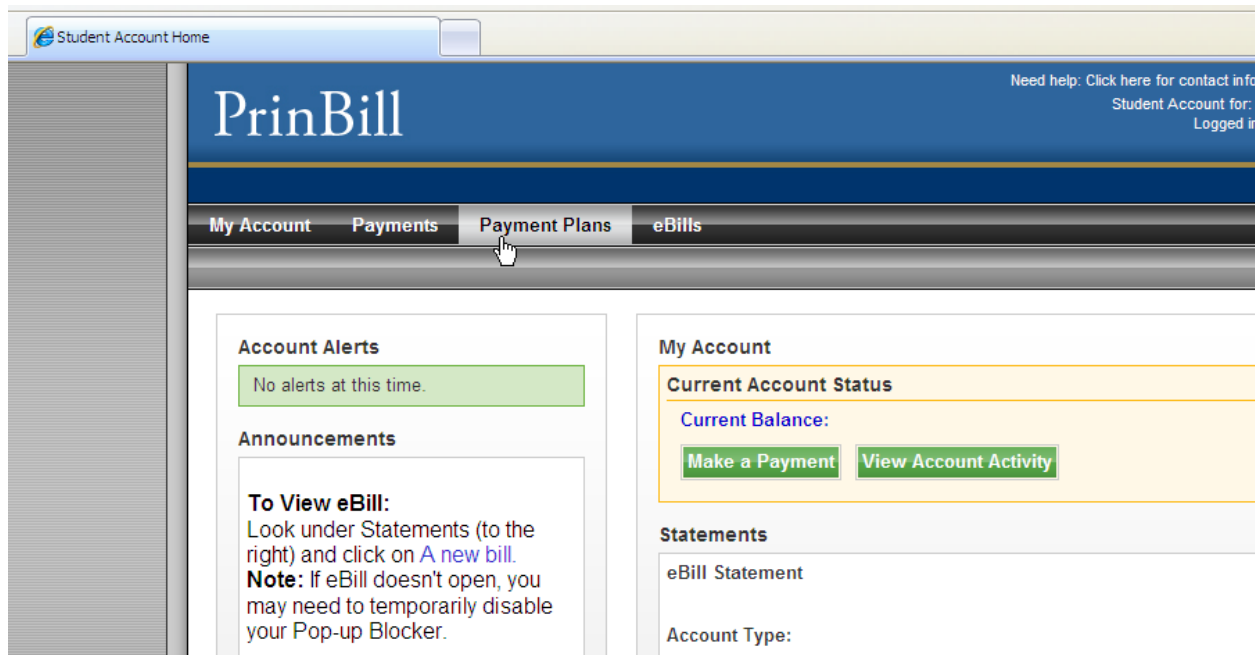 Student Account Home
PrinBill
Need help: Click here for contact info
Student Account for:
Logged in
My Account Payments Payment Plans eBills
Account Alerts
No alerts at this time.
Announcements
To View eBill:
Look under Statements (to the
right) and click on A new bill.
Note: If eBill doesn't open, you
may need to temporarily disable
your Pop-up Blocker.
My Account
Current Account Status
Current Balance:
Make a Payment View Account Activity
Statements
eBill Statement
Account Type: